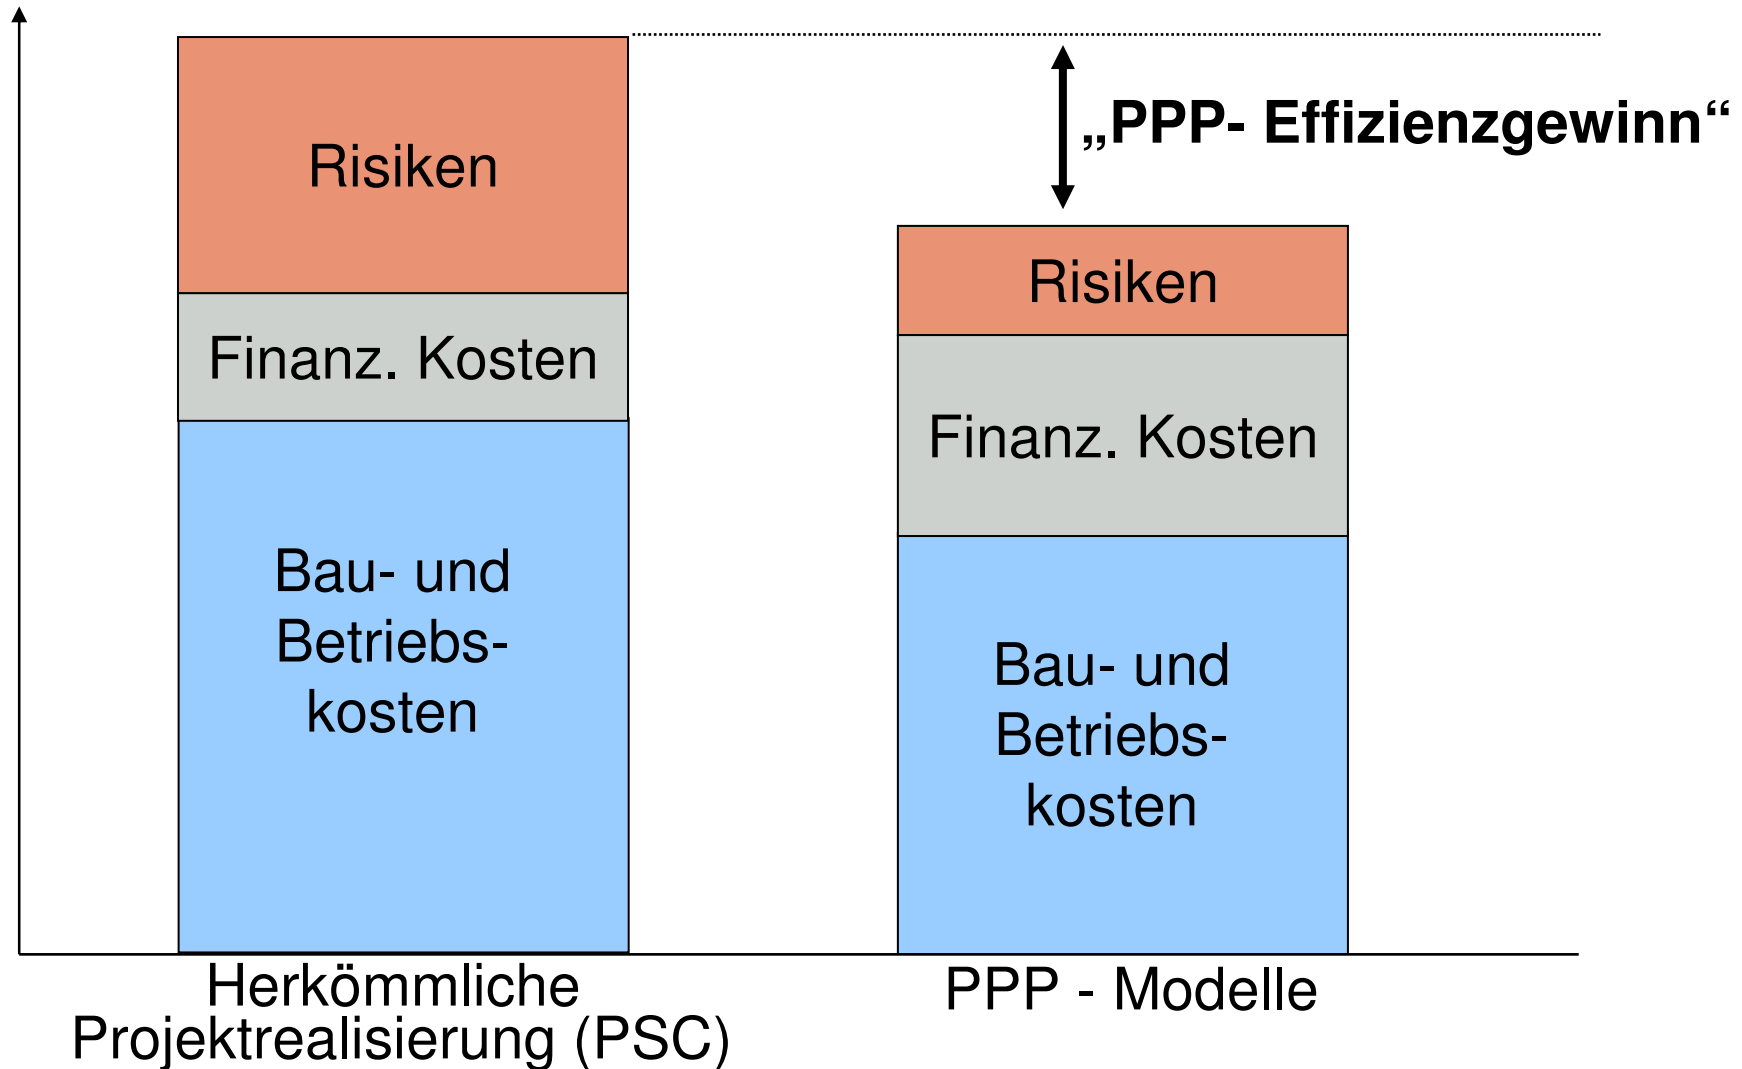 „PPP- Effizienzgewinn“
Risiken
Finanz. Kosten
Bau- und
Betriebs-
kosten
Risiken
Finanz. Kosten
Bau- und
Betriebs-
kosten
Herkömmliche
Projektrealisierung (PSC)
PPP - Modelle